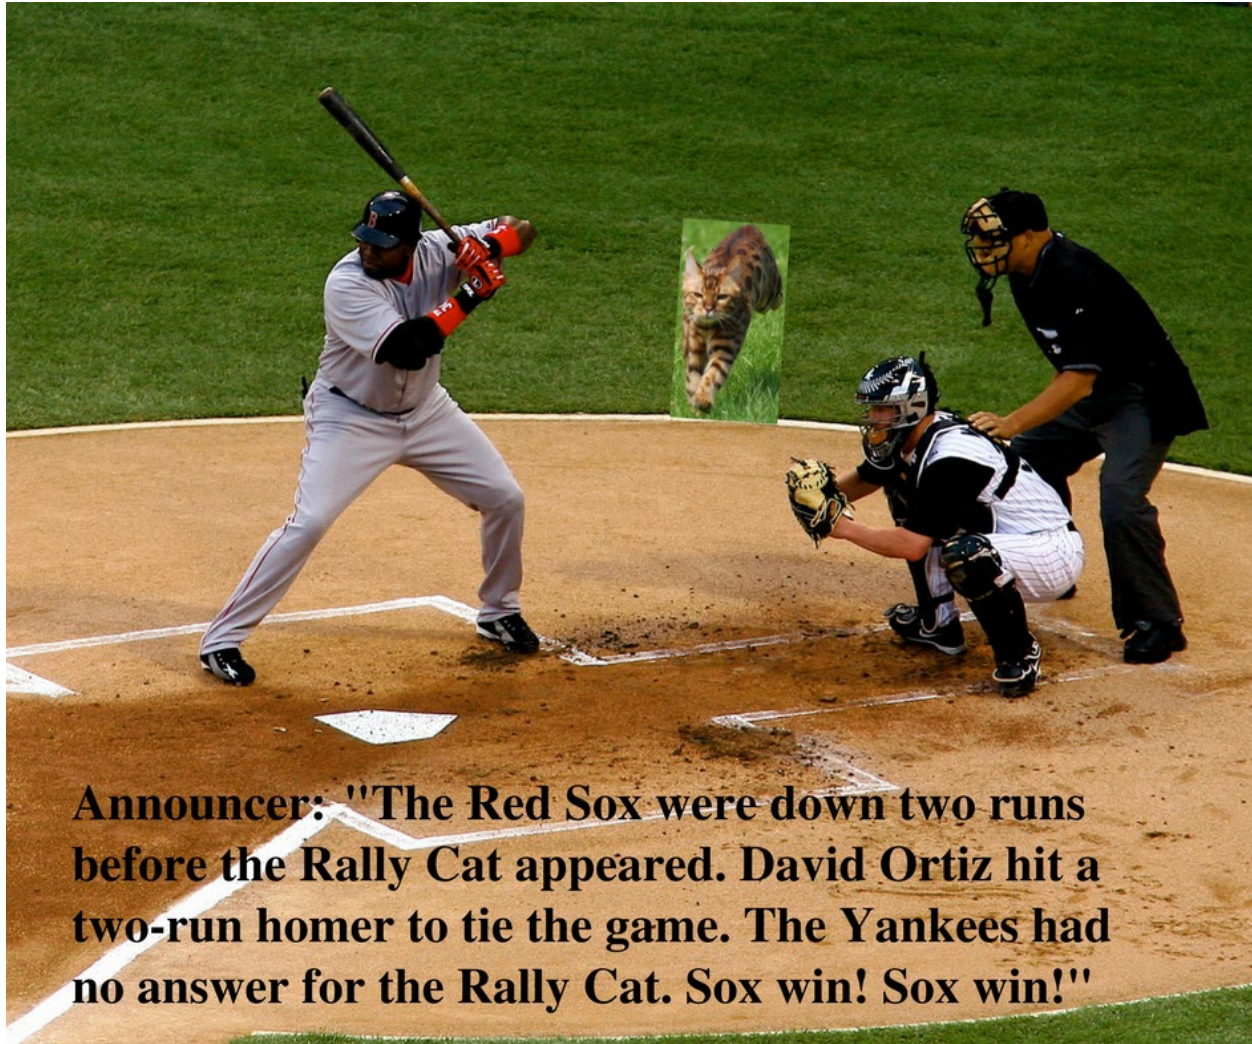 B
Announcer: "The Red Sox were down two runs
before the Rally Cat appeared. David Ortiz hit a
two-run homer to tie the game. The Yankees had
no answer for the Rally Cat. Sox win! Sox win!"